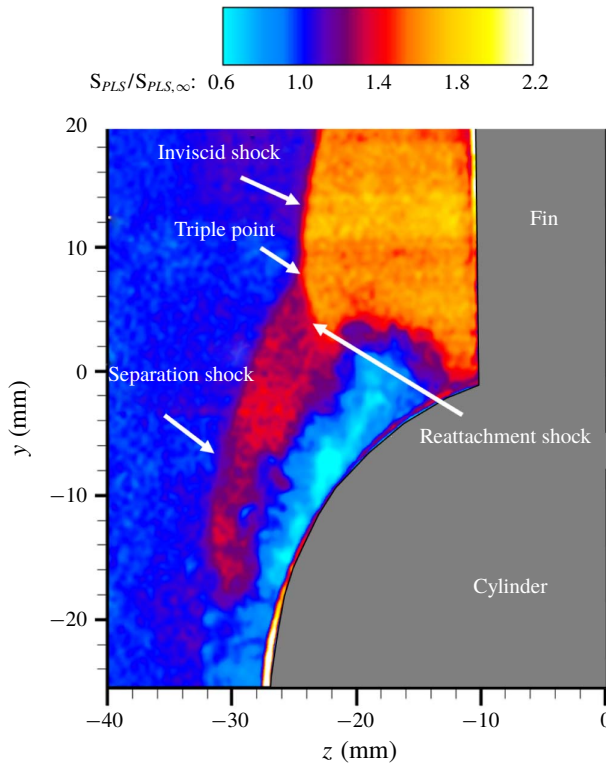 S_PLS/S_PLS,∞: 0.6 1.0 1.4 1.8 2.2
20
Inviscid shock
Triple point
Fin
10
0
Separation shock
y (mm)
Reattachment shock
−10
Cylinder
−20
−40 −30 −20 −10 0
z (mm)